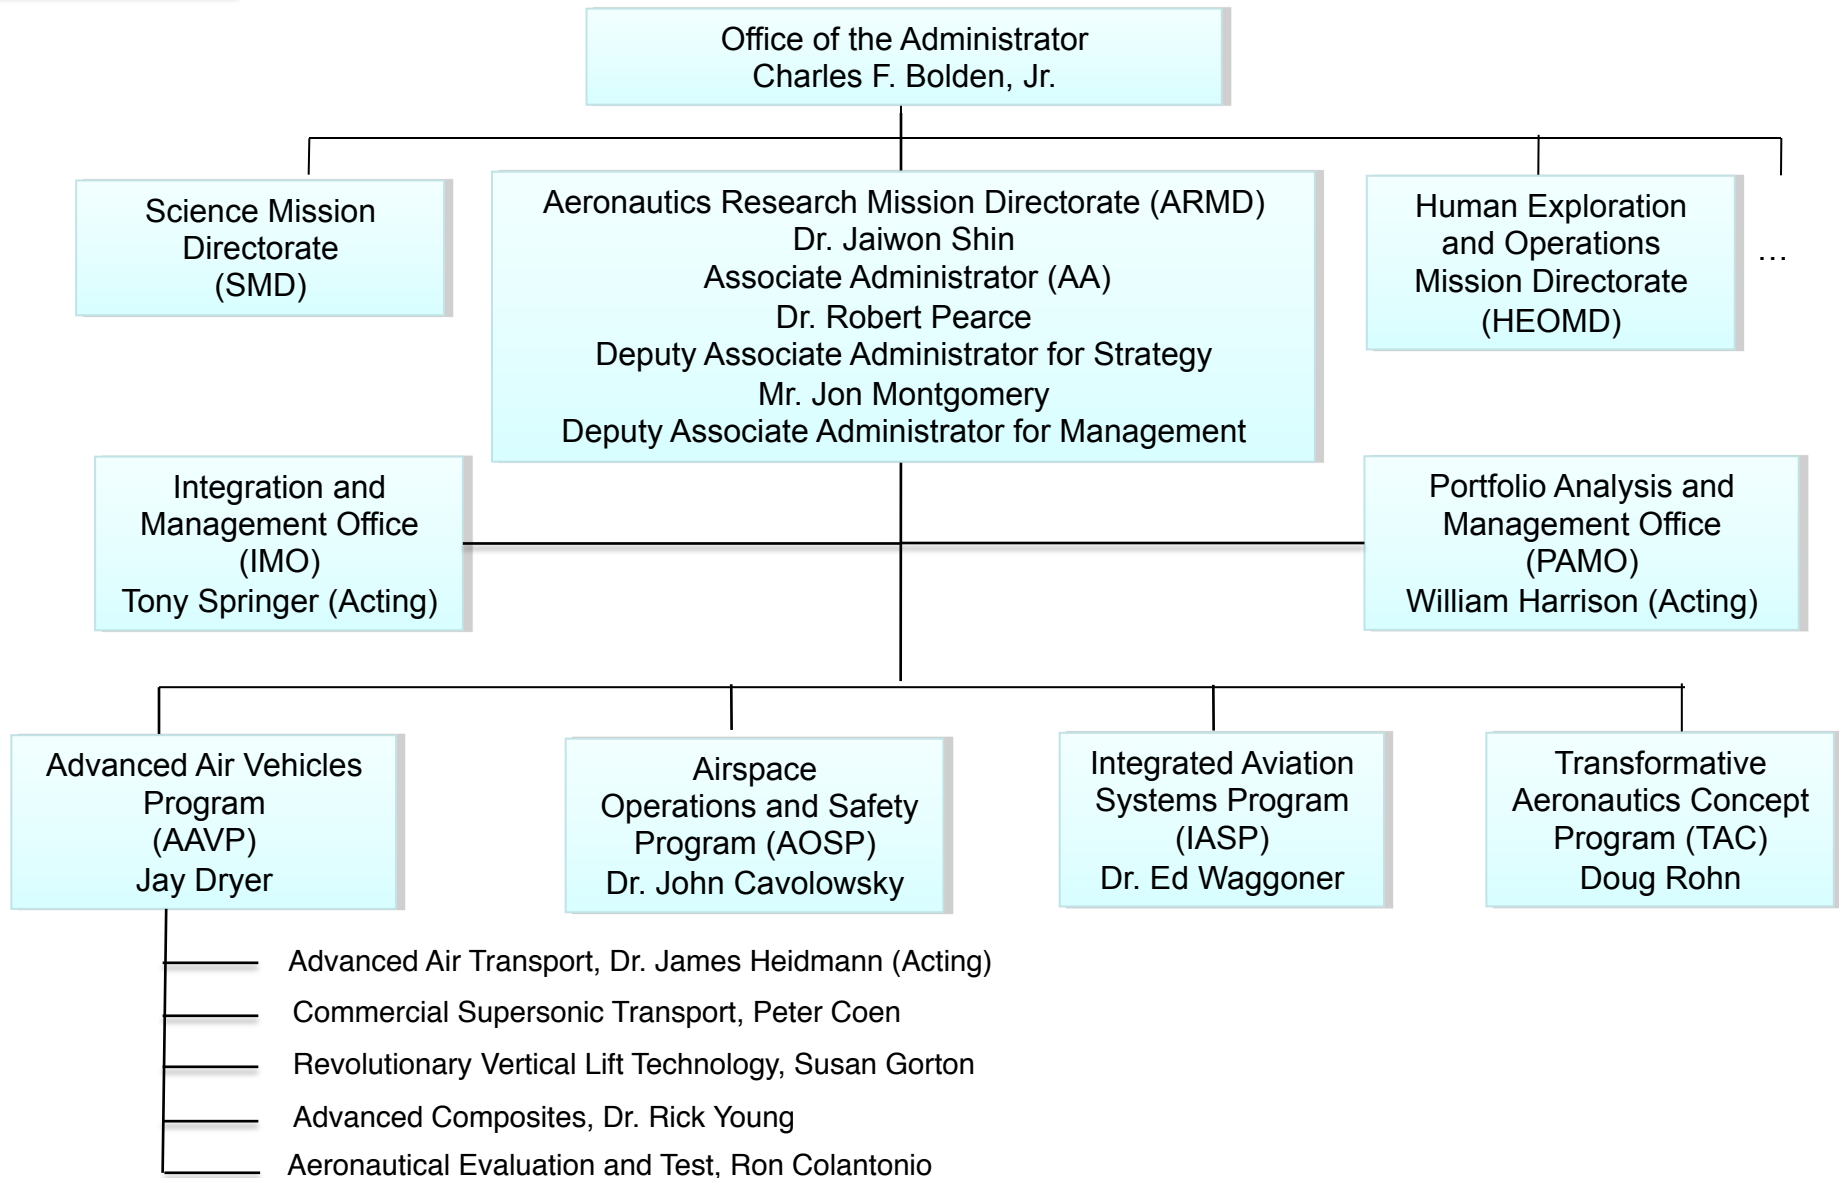 Office of the Administrator
Charles F. Bolden, Jr.
Science Mission
Directorate
(SMD)
Aeronautics Research Mission Directorate (ARMD)
Dr. Jaiwon Shin
Associate Administrator (AA)
Dr. Robert Pearce
Deputy Associate Administrator for Strategy
Mr. Jon Montgomery
Deputy Associate Administrator for Management
Human Exploration
and Operations
Mission Directorate
(HEOMD)
...
Integration and
Management Office
(IMO)
Tony Springer (Acting)
Portfolio Analysis and
Management Office
(PAMO)
William Harrison (Acting)
Advanced Air Vehicles
Program
(AAVP)
Jay Dryer
Airspace
Operations and Safety
Program (AOSP)
Dr. John Cavolowsky
Integrated Aviation
Systems Program
(IASP)
Dr. Ed Waggoner
Transformative
Aeronautics Concept
Program (TAC)
Doug Rohn
Advanced Air Transport, Dr. James Heidmann (Acting)
Commercial Supersonic Transport, Peter Coen
Revolutionary Vertical Lift Technology, Susan Gorton
Advanced Composites, Dr. Rick Young
Aeronautical Evaluation and Test, Ron Colantonio